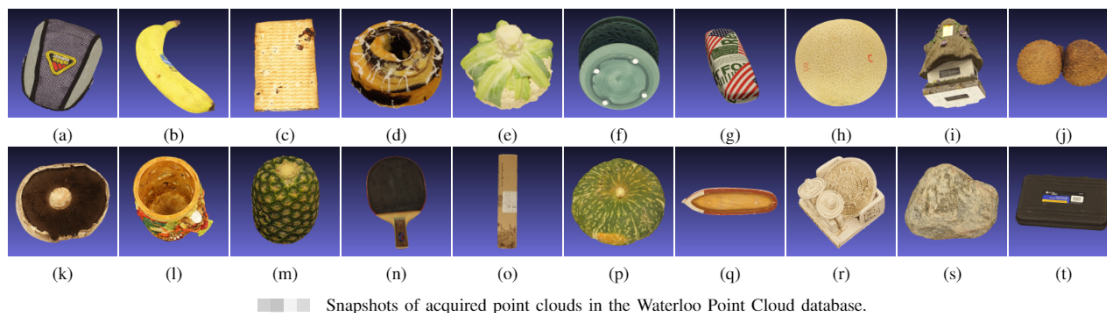 (a) (b) (c) (d) (e) (f) (g) (h) (i) (j)
(k) (l) (m) (n) (o) (p) (q) (r) (s) (t)
Snapshots of acquired point clouds in the Waterloo Point Cloud database.